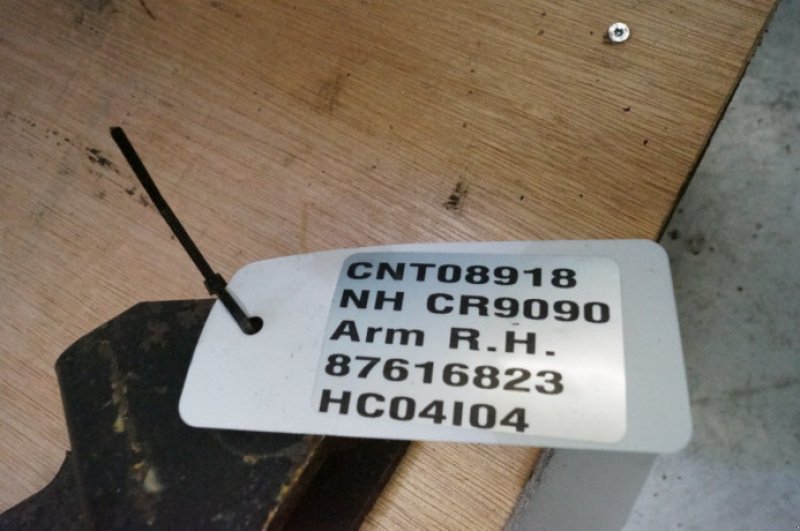 CNT08918
NH CR9090
Arm R.H.
87616823
HC04I04